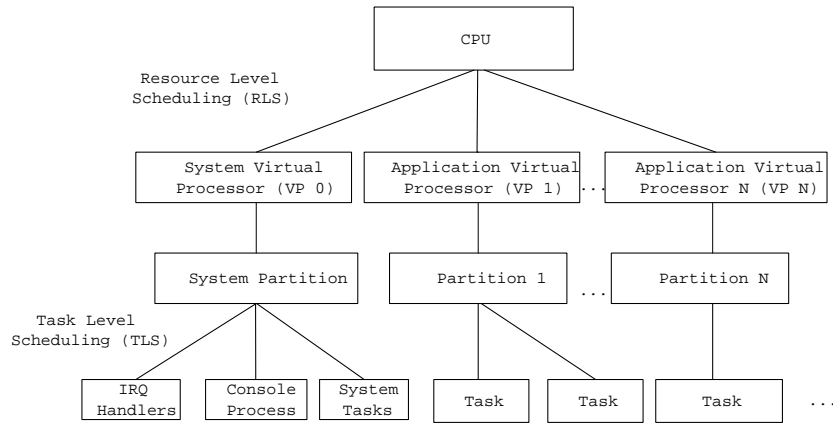 CPU
Resource Level
Scheduling (RLS)
System Virtual
Processor (VP 0)
Application Virtual
Processor (VP 1)
...
Application Virtual
Processor N (VP N)
System Partition
Partition 1
...
Partition N
Task Level
Scheduling (TLS)
IRQ
Handlers
Console
Process
System
Tasks
Task
Task
Task
...